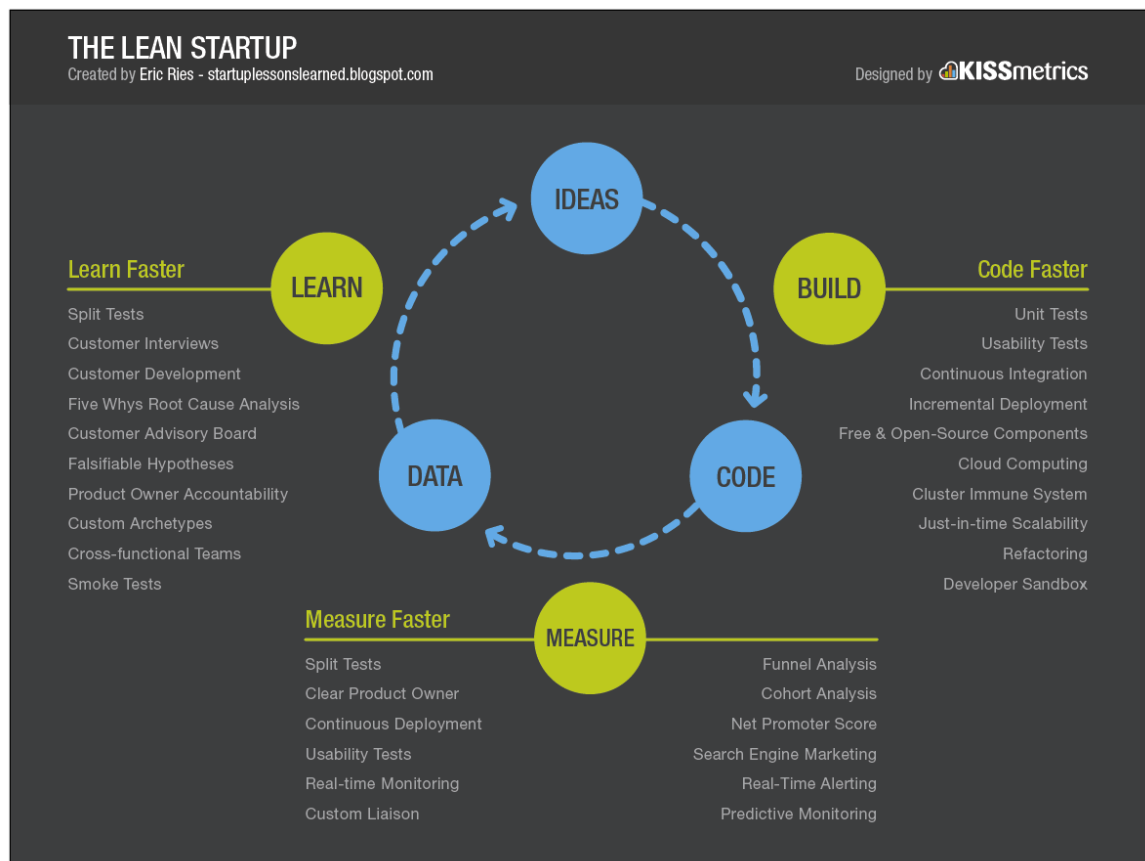 THE LEAN STARTUP
Created by Eric Ries - startuplessonslearned.blogspot.com
Designed by KISSmetrics
IDEAS
LEARN
BUILD
DATA
CODE
MEASURE
Learn Faster
Split Tests
Customer Interviews
Customer Development
Five Whys Root Cause Analysis
Customer Advisory Board
Falsifiable Hypotheses
Product Owner Accountability
Custom Archetypes
Cross-functional Teams
Smoke Tests
Code Faster
Unit Tests
Usability Tests
Continuous Integration
Incremental Deployment
Free & Open-Source Components
Cloud Computing
Cluster Immune System
Just-in-time Scalability
Refactoring
Developer Sandbox
Measure Faster
Split Tests
Clear Product Owner
Continuous Deployment
Usability Tests
Real-time Monitoring
Custom Liaison
Funnel Analysis
Cohort Analysis
Net Promoter Score
Search Engine Marketing
Real-Time Alerting
Predictive Monitoring